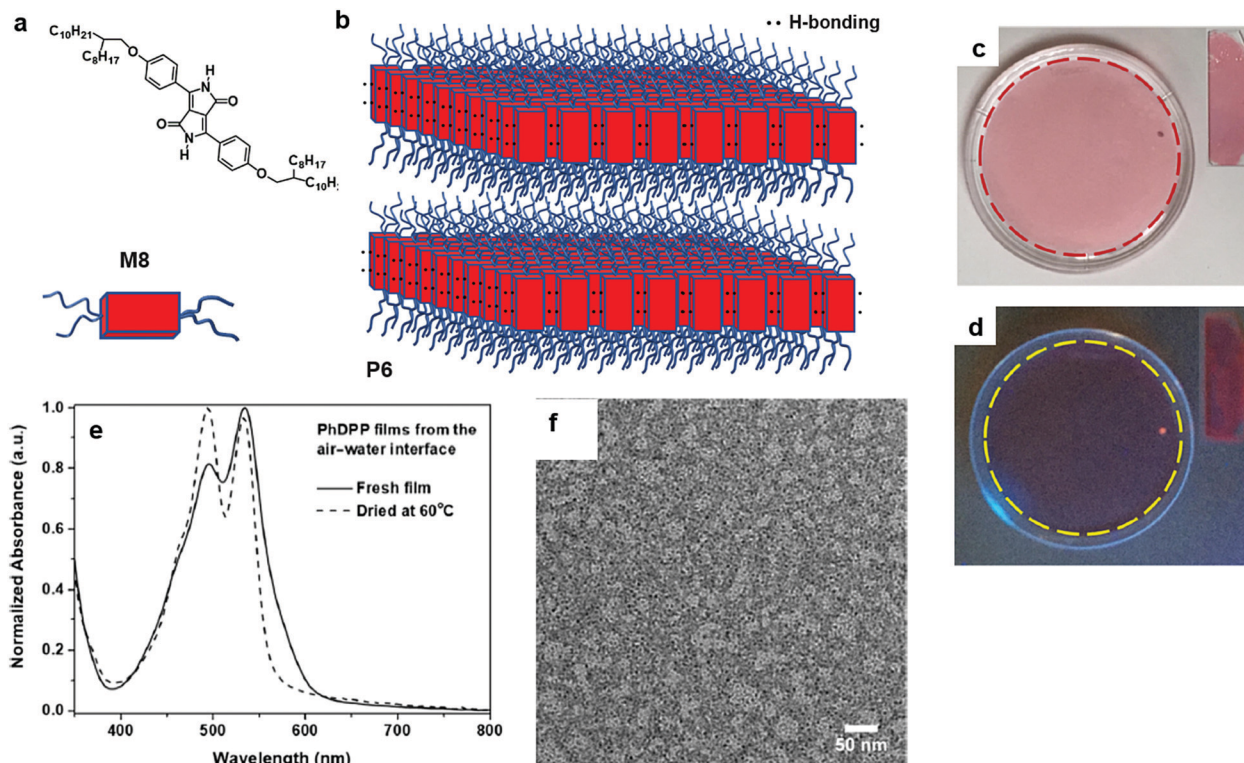 a
C₁₀H₂₁
C₈H₁₇
O
H
N
O
O
N
H
C₈H₁₇
O
C₁₀H
M8
b
•• H-bonding
P6
c
d
e
1.0
0.8
0.6
0.4
0.2
0.0
Normalized Absorbance (a.u.)
PhDPP films from the
air–water interface
Fresh film
Dried at 60°C
400
500
600
700
800
Wavelength (nm)
f
50 nm